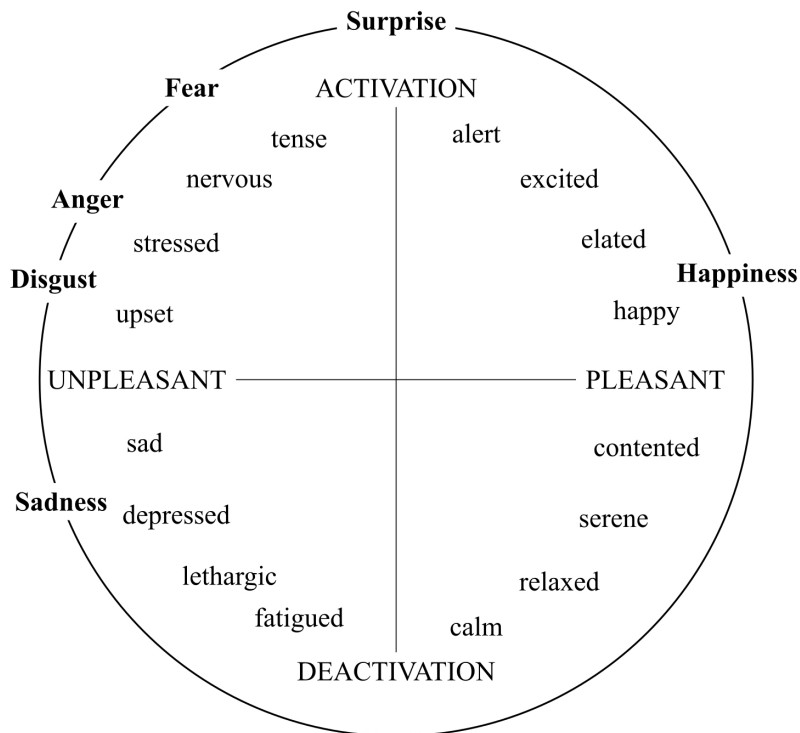 Surprise
Fear
ACTIVATION
tense
alert
nervous
excited
Anger
stressed
elated
Disgust
Happiness
upset
happy
UNPLEASANT
PLEASANT
sad
contented
Sadness
depressed
serene
lethargic
relaxed
fatigued
calm
DEACTIVATION